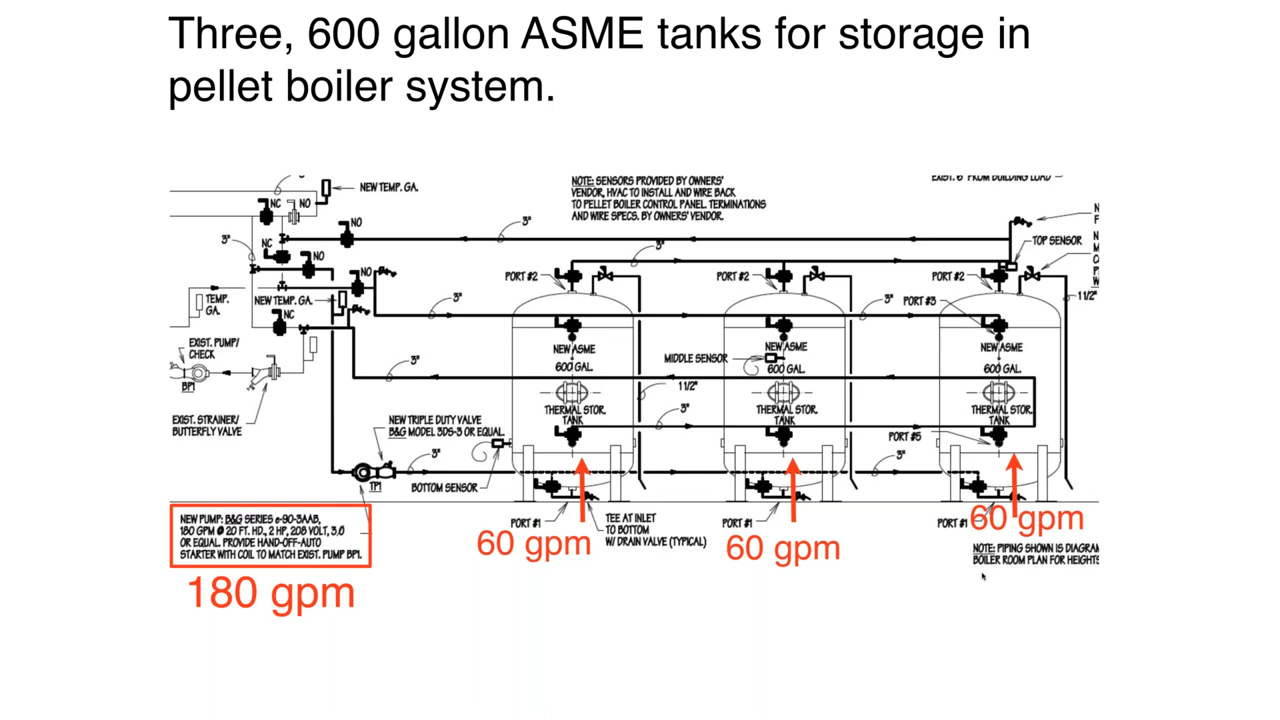 Three, 600 gallon ASME tanks for storage in
pellet boiler system.
NEW TEMP. GA.
NOTE: SENSORS PROVIDED BY OWNERS'
VENDOR, HVAC TO INSTALL AND WIRE BACK
TO PELLET BOILER CONTROL PANEL. TERMINATIONS
AND WIRE SPECS. BY OWNERS' VENDOR.
EXIST. 6" FROM BUILDING LOAD
NC
NO
NO
3"
N
F
3"
NC
NO
3"
TOP SENSOR
N
M
C
P
W
NO
PORT #2
PORT #2
PORT #2
TEMP.
GA.
NEW TEMP. GA.
3"
3"
PORT #3
1 1/2"
NC
EXIST. PUMP/
CHECK
BP1
NEW ASME
600 GAL.
MIDDLE SENSOR
NEW ASME
600 GAL.
NEW ASME
600 GAL.
3"
1 1/2"
THERMAL STOR.
TANK
3"
THERMAL STOR.
TANK
THERMAL STOR.
TANK
EXIST. STRAINER/
BUTTERFLY VALVE
NEW TRIPLE DUTY VALVE
B&G MODEL 3DS-3 OR EQUAL.
PORT #5
3"
3"
TP1
BOTTOM SENSOR
NEW PUMP: B&G SERIES e-90-3AAB,
180 GPM @ 20 FT. HD., 2 HP, 208 VOLT, 3.0
OR EQUAL. PROVIDE HAND-OFF-AUTO
STARTER WITH COIL TO MATCH EXIST. PUMP BP1.
PORT #1
TEE AT INLET
TO BOTTOM
W/ DRAIN VALVE (TYPICAL)
PORT #1
PORT #1
60 gpm
60 gpm
60 gpm
NOTE: PIPING SHOWN IS DIAGRAM
BOILER ROOM PLAN FOR HEIGHTS
180 gpm